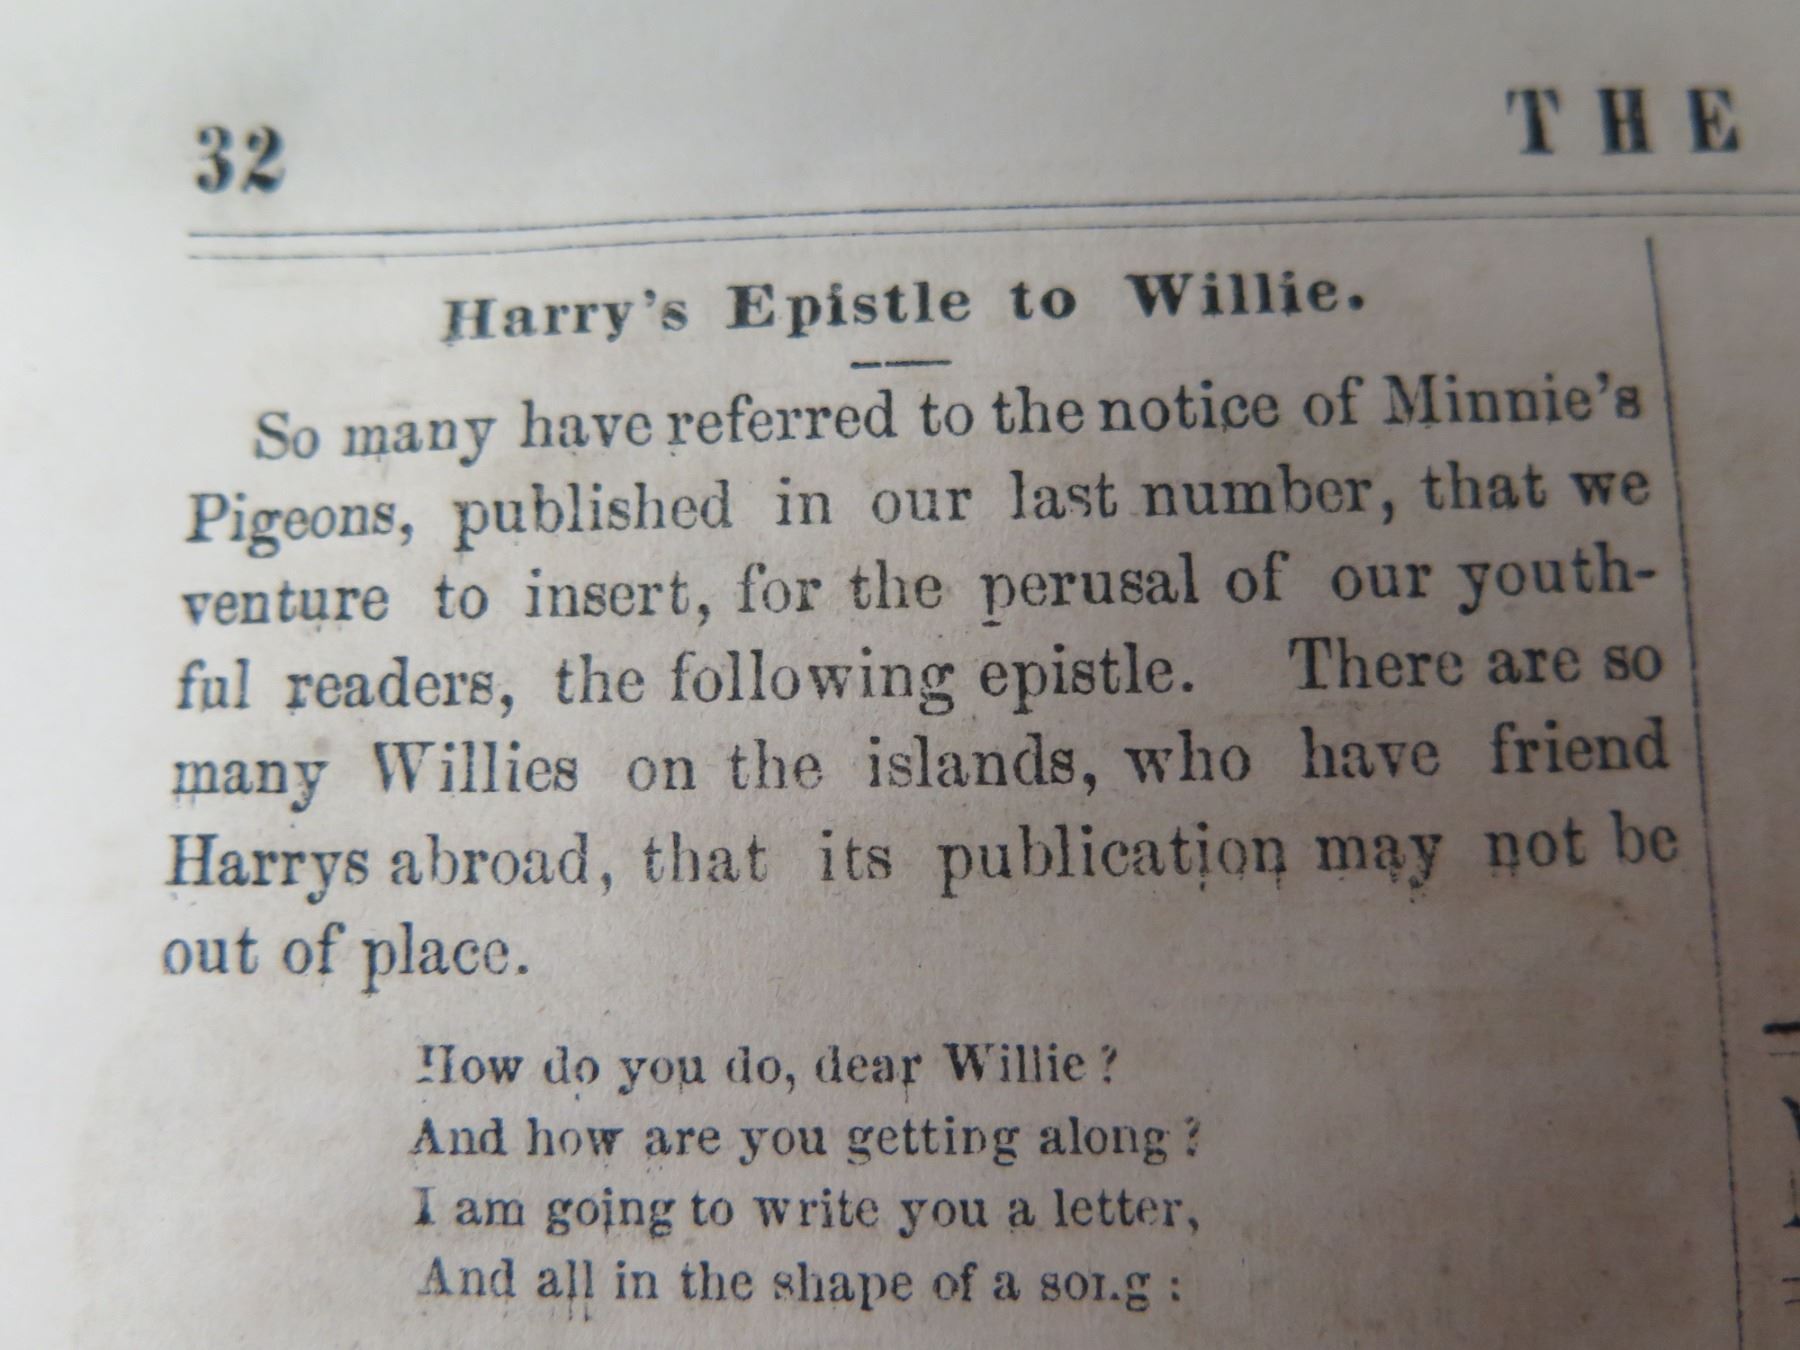 32
THE
Harry's Epistle to Willie.
So many have referred to the notice of Minnie's
Pigeons, published in our last number, that we
venture to insert, for the perusal of our youth-
ful readers, the following epistle. There are so
many Willies on the islands, who have friend
Harrys abroad, that its publication may not be
out of place.
How do you do, dear Willie?
And how are you getting along?
I am going to write you a letter,
And all in the shape of a song: